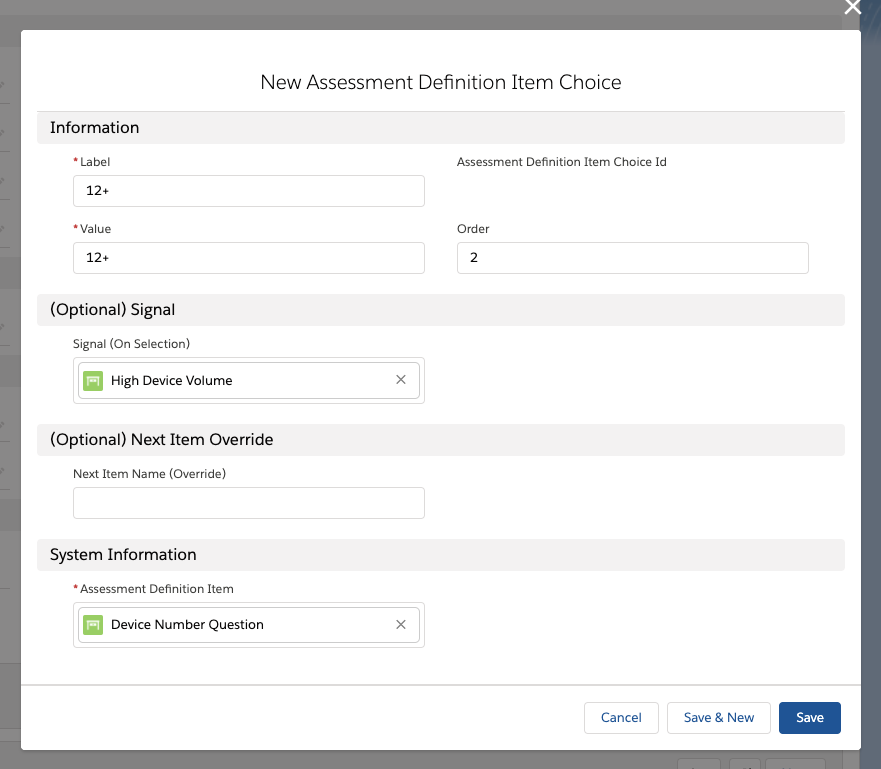 New Assessment Definition Item Choice
Information
* Label
Assessment Definition Item Choice Id
12+
* Value
Order
12+
2
(Optional) Signal
Signal (On Selection)
High Device Volume
(Optional) Next Item Override
Next Item Name (Override)
System Information
* Assessment Definition Item
Device Number Question
Cancel
Save & New
Save